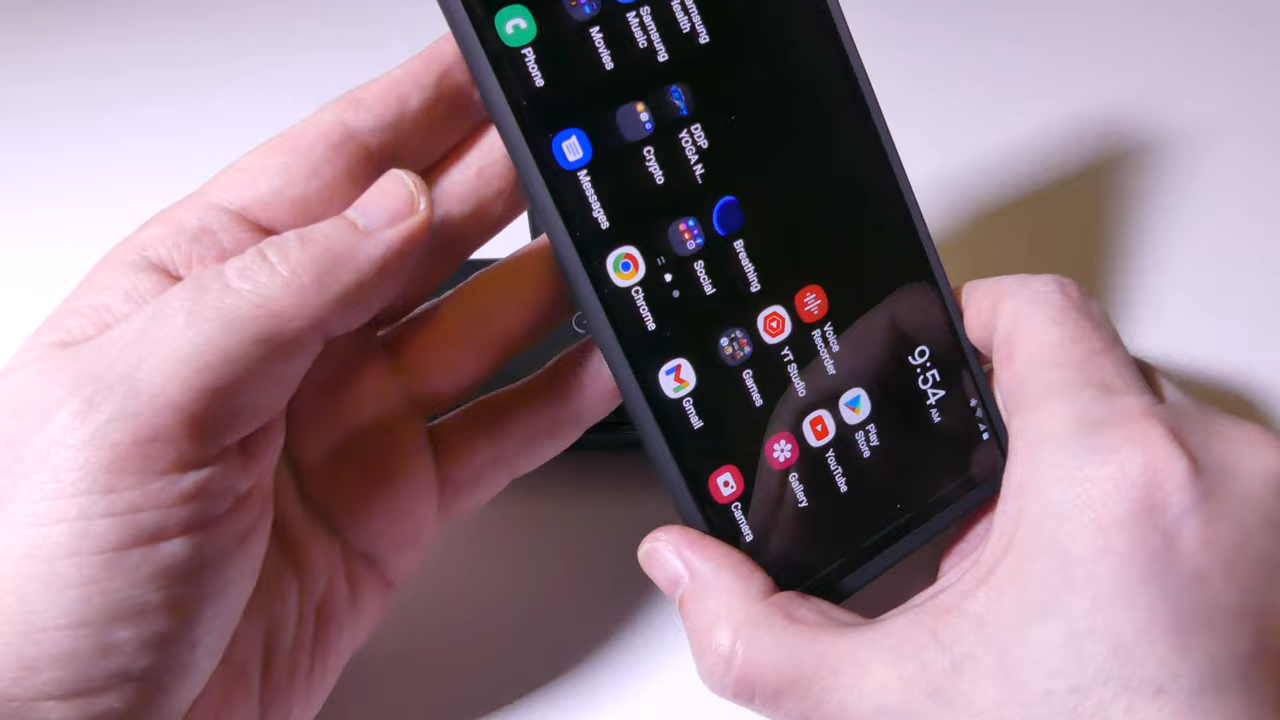 9:54 AM
Samsung
Health
DDP
YOGA N...
Breathing
Voice
Recorder
Play
Store
Samsung
Music
YT Studio
YouTube
Movies
Crypto
Social
Games
Gallery
Phone
Messages
Chrome
Gmail
Camera